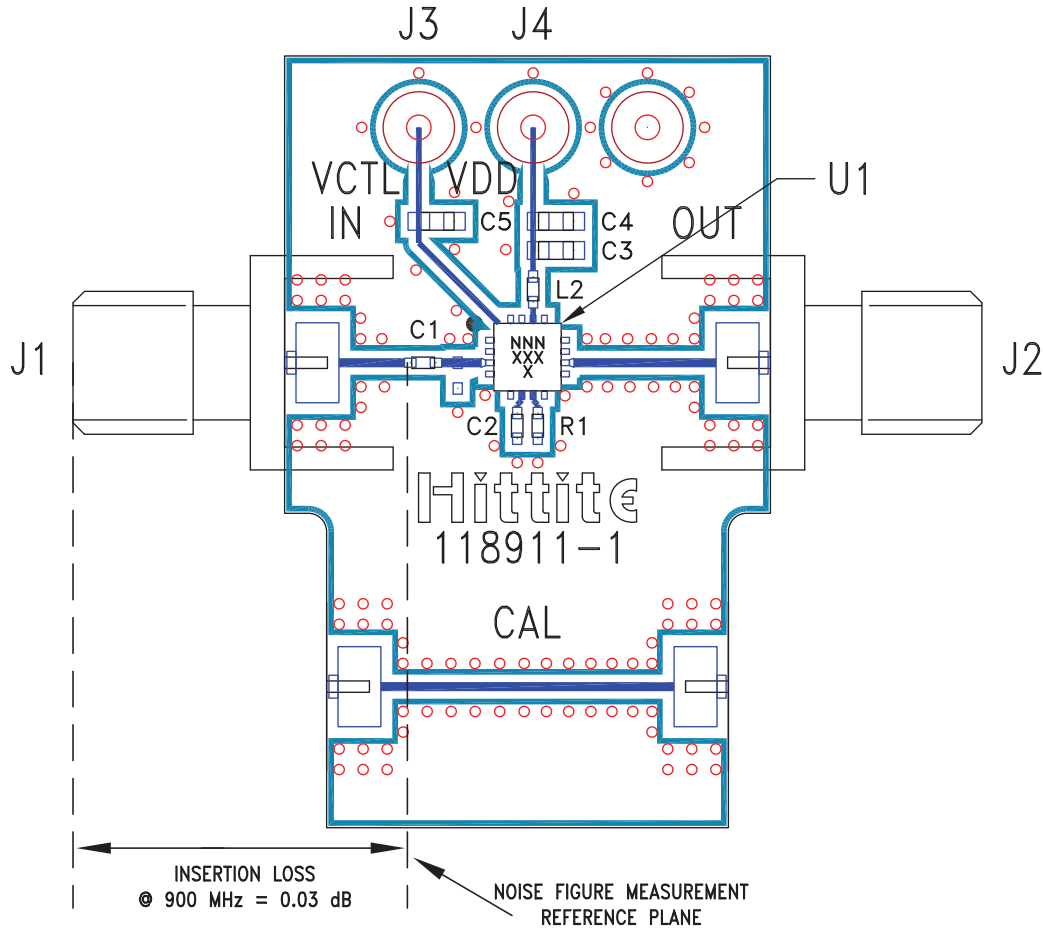 J3 J4
VCTL VDD U1
IN OUT
C5 C4
C3
L2
C1
NNN
XXX
X
J1 J2
C2 R1
Hittite
118911-1
CAL
INSERTION LOSS
@ 900 MHz = 0.03 dB
NOISE FIGURE MEASUREMENT
REFERENCE PLANE